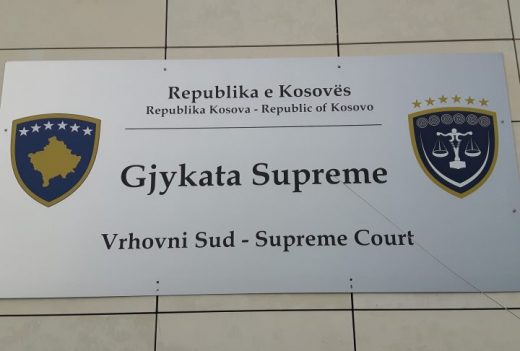 Republika e Kosovës
Republika Kosova - Republic of Kosovo
Gjykata Supreme
Vrhovni Sud - Supreme Court